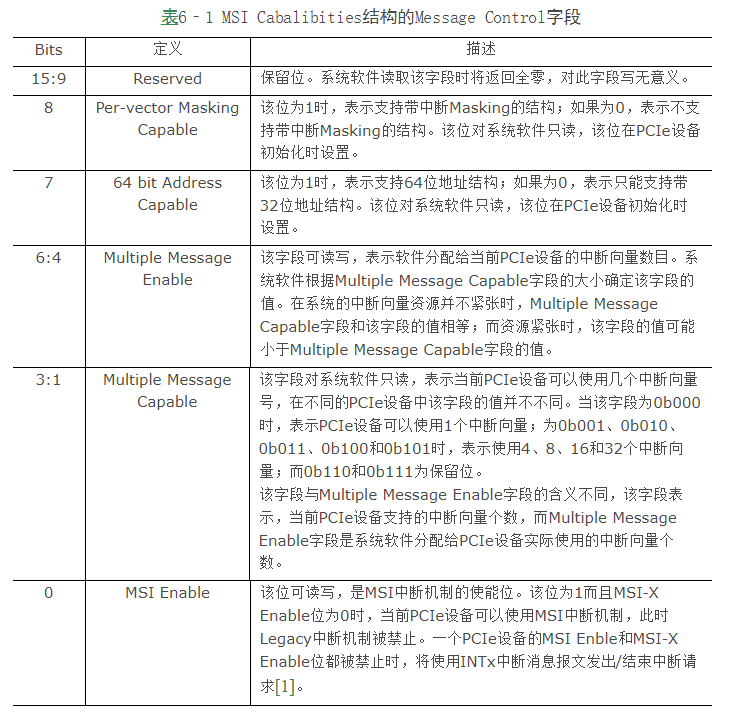 表6‐1 MSI Cabalibities结构的Message Control字段
Bits 定义 描述
15:9 Reserved 保留位。系统软件读取该字段时将返回全零，对此字段写无意义。
8 Per-vector Masking Capable
该位为1时，表示支持带中断Masking的结构；如果为0，表示不支
持带中断Masking的结构。该位对系统软件只读，该位在PCIe设备
初始化时设置。
7 64 bit Address Capable
该位为1时，表示支持64位地址结构；如果为0，表示只能支持带
32位地址结构。该位对系统软件只读，该位在PCIe设备初始化时
设置。
6:4 Multiple Message Enable
该字段可读写，表示软件分配给当前PCIe设备的中断向量数目。系
统软件根据Multiple Message Capable字段的大小确定该字段的
值。在系统的中断向量资源并不紧张时，Multiple Message
Capable字段和该字段的值相等；而资源紧张时，该字段的值可能
小于Multiple Message Capable字段的值。
3:1 Multiple Message Capable
该字段对系统软件只读，表示当前PCIe设备可以使用几个中断向量
号，在不同的PCIe设备中该字段的值并不不同。当该字段为0b000
时，表示PCIe设备可以使用1个中断向量；为0b001、0b010、
0b011、0b100和0b101时，表示使用4、8、16和32个中断向
量；而0b110和0b111为保留位。
该字段与Multiple Message Enable字段的含义不同，该字段表
示，当前PCIe设备支持的中断向量个数，而Multiple Message
Enable字段是系统软件分配给PCIe设备实际使用的中断向量个
数。
0 MSI Enable
该位可读写，是MSI中断机制的使能位。该位为1而且MSI-X
Enable位为0时，当前PCIe设备可以使用MSI中断机制，此时
Legacy中断机制被禁止。一个PCIe设备的MSI Enble和MSI-X
Enable位都被禁止时，将使用INTx中断消息报文发出/结束中断请
求[1]。